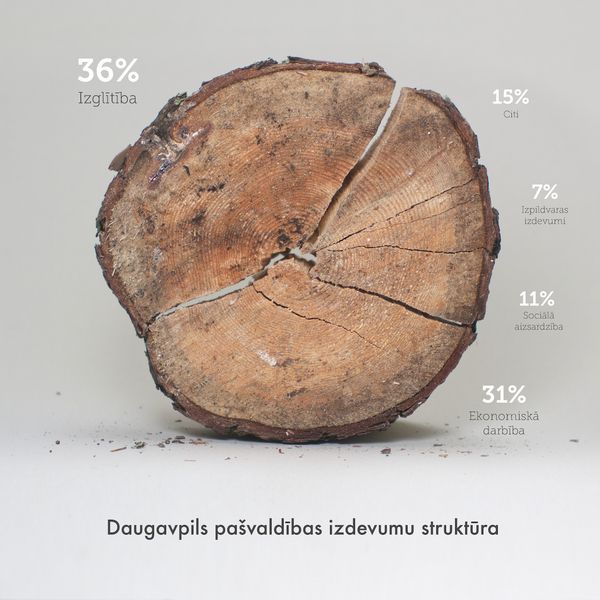 36%
Izglītība
15%
Citi
7%
Izpildvaras
izdevumi
11%
Sociālā
aizsardzība
31%
Ekonomiskā
darbība
Daugavpils pašvaldības izdevumu struktūra